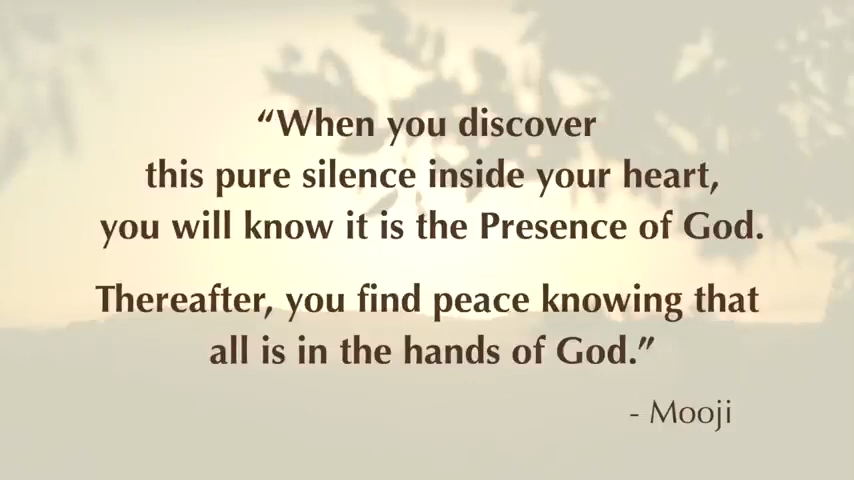 “When you discover
this pure silence inside your heart,
you will know it is the Presence of God.
Thereafter, you find peace knowing that
all is in the hands of God.”
- Mooji